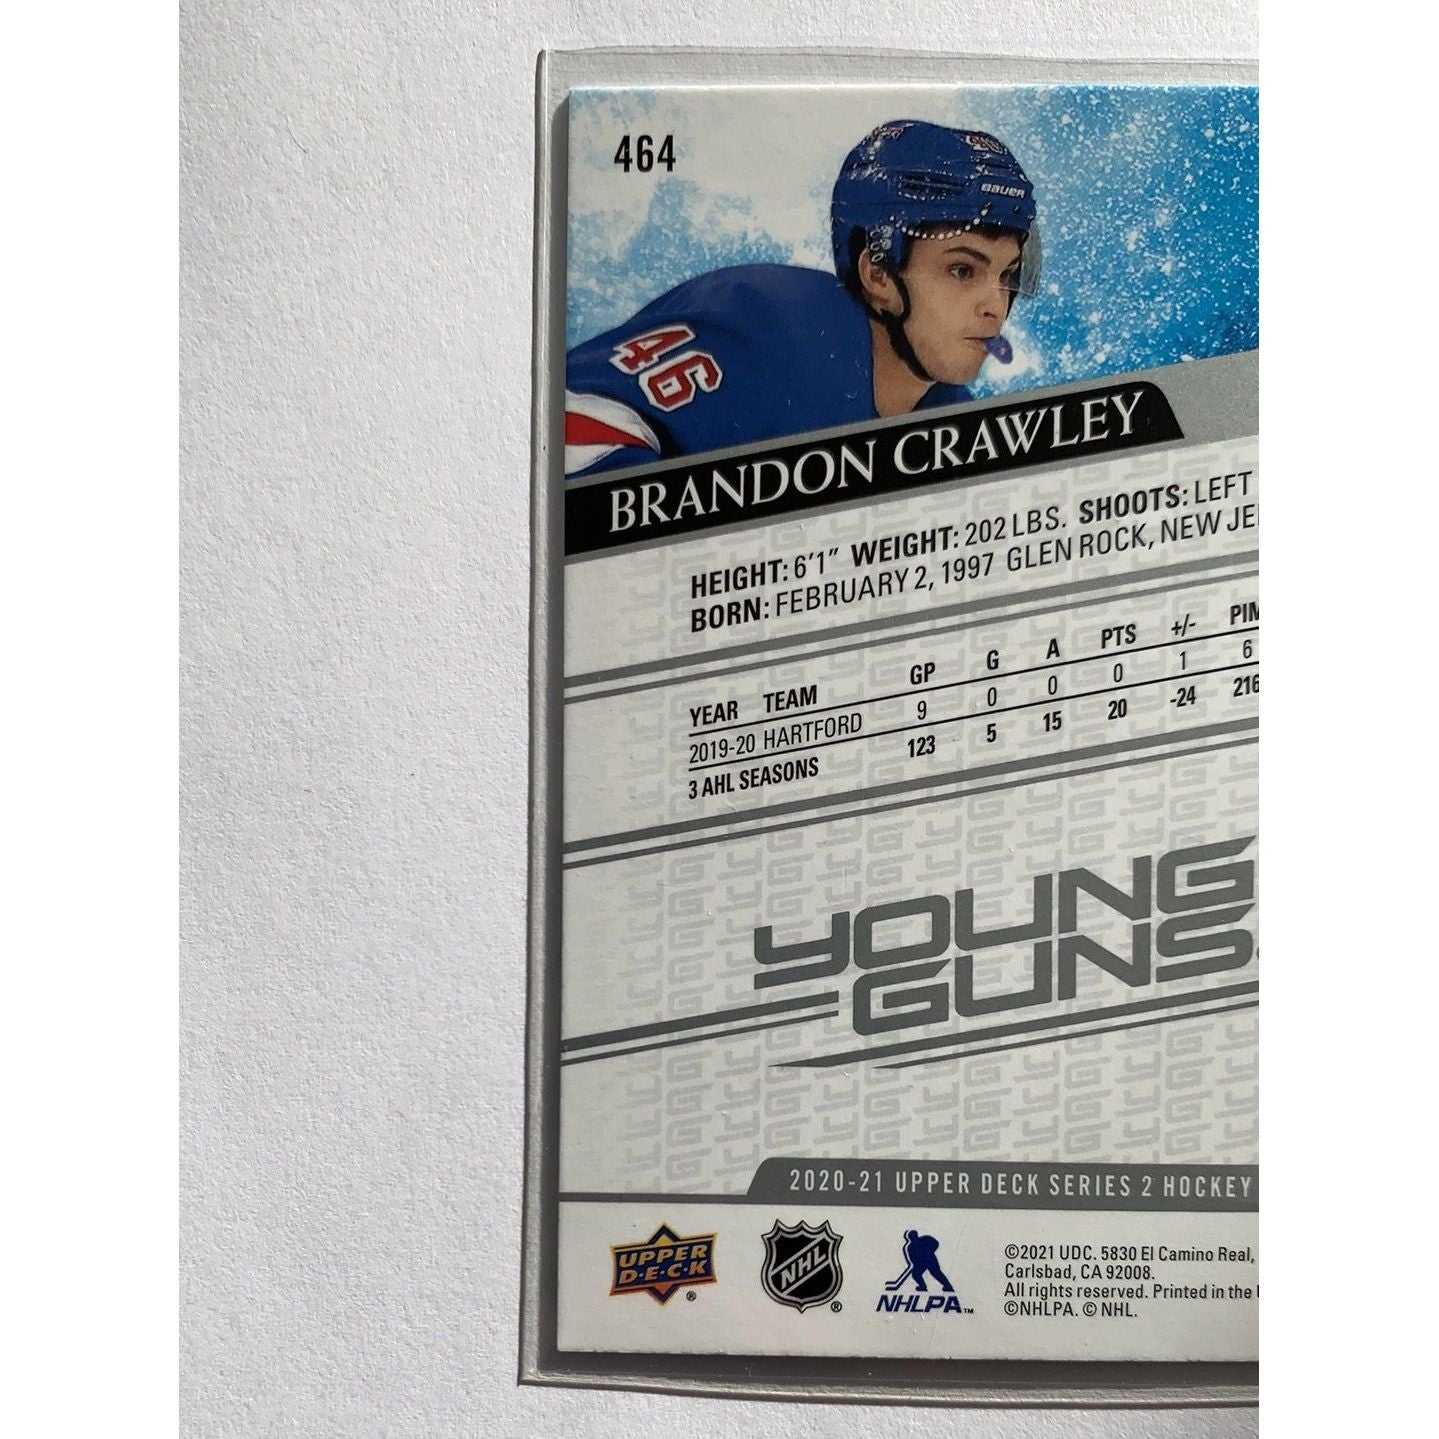 464
BAUER
46
BRANDON CRAWLEY
HEIGHT: 6'1" WEIGHT: 202 LBS. SHOOTS: LEFT
BORN: FEBRUARY 2, 1997 GLEN ROCK, NEW JE
YEAR TEAM GP G A PTS +/- PIM
2019-20 HARTFORD 9 0 0 0 1 6
3 AHL SEASONS 123 5 15 20 -24 216
YOUNG
GUNS
2020-21 UPPER DECK SERIES 2 HOCKEY
UPPER
D·E·C·K ®
NHL ®
NHLPA™
©2021 UDC. 5830 El Camino Real,
Carlsbad, CA 92008.
All rights reserved. Printed in the
©NHLPA. © NHL.